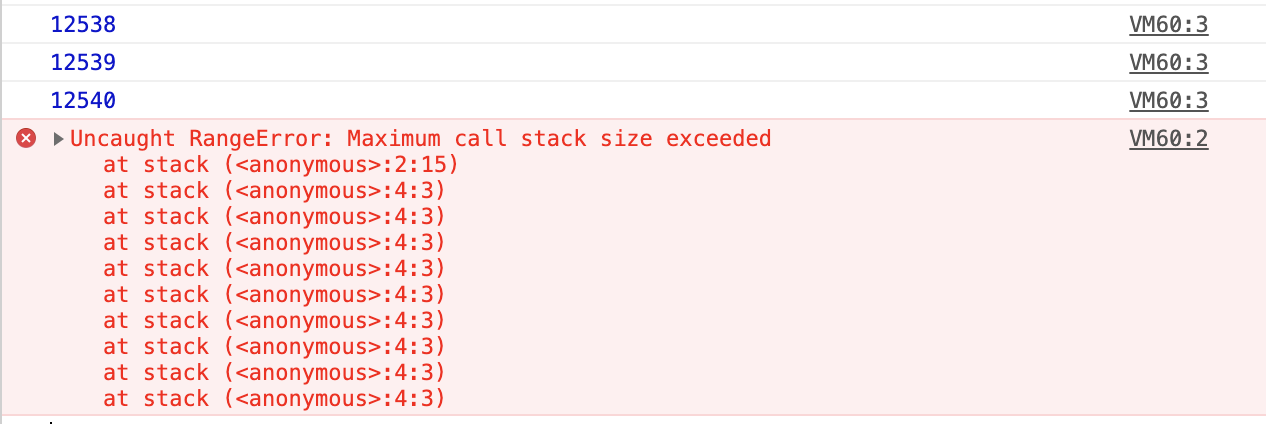 12538 VM60:3
12539 VM60:3
12540 VM60:3
Uncaught RangeError: Maximum call stack size exceeded VM60:2
at stack (<anonymous>:2:15)
at stack (<anonymous>:4:3)
at stack (<anonymous>:4:3)
at stack (<anonymous>:4:3)
at stack (<anonymous>:4:3)
at stack (<anonymous>:4:3)
at stack (<anonymous>:4:3)
at stack (<anonymous>:4:3)
at stack (<anonymous>:4:3)
at stack (<anonymous>:4:3)